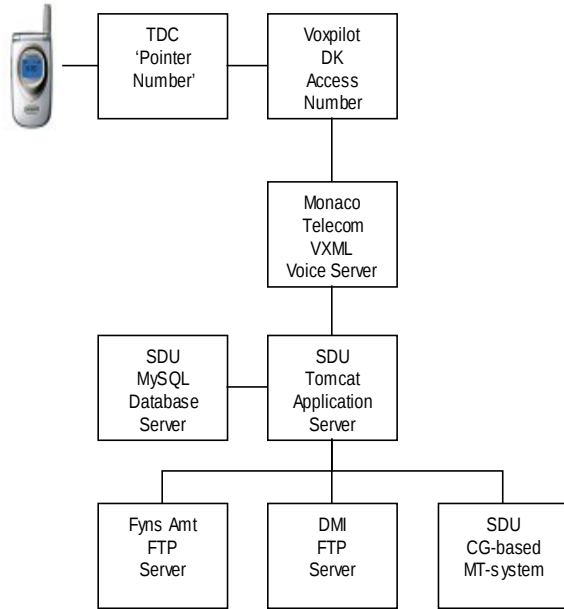 TDC
‘Pointer
Number’
Voxpilot
DK
Access
Number
Monaco
Telecom
VXML
Voice Server
SDU
MySQL
Database
Server
SDU
Tomcat
Application
Server
Fyns Amt
FTP
Server
DMI
FTP
Server
SDU
CG-based
MT-system